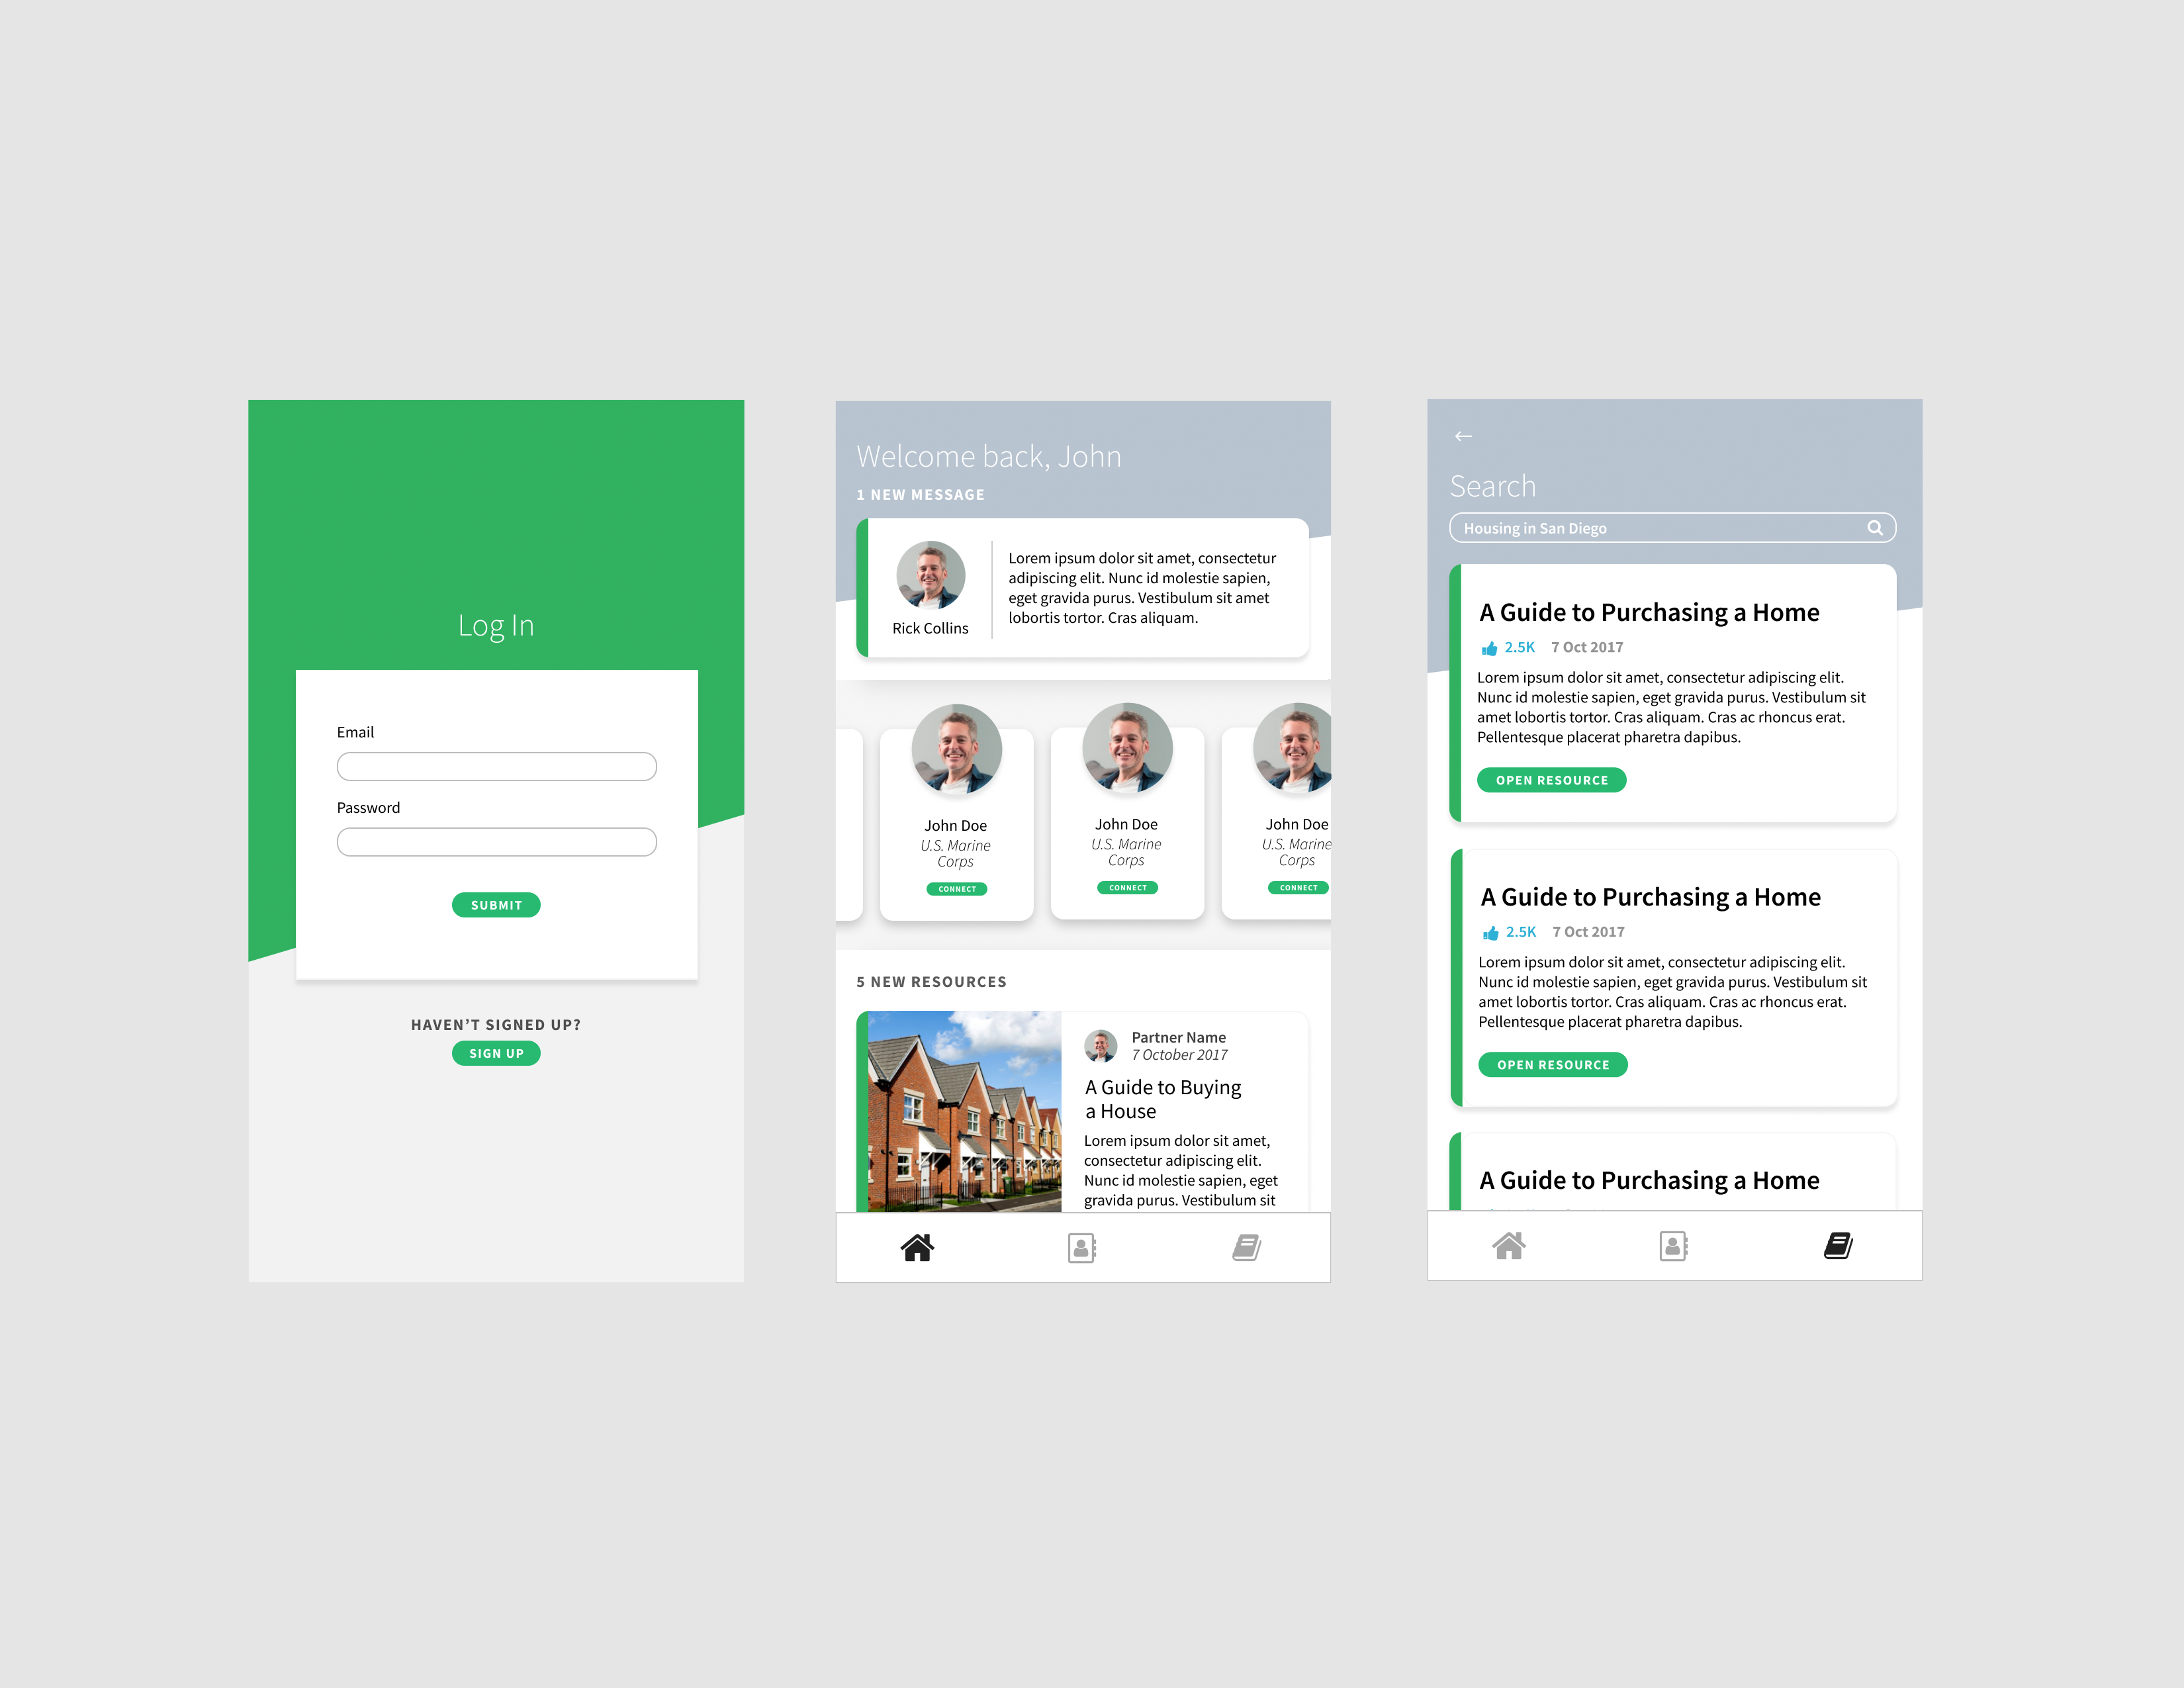 Log In
Email
Password
SUBMIT
HAVEN'T SIGNED UP?
SIGN UP
Welcome back, John
1 NEW MESSAGE
Rick Collins
Lorem ipsum dolor sit amet, consectetur
adipiscing elit. Nunc id molestie sapien,
eget gravida purus. Vestibulum sit amet
lobortis tortor. Cras aliquam.
John Doe
U.S. Marine
Corps
CONNECT
John Doe
U.S. Marine
Corps
CONNECT
John Doe
U.S. Marine
Corps
CONNECT
5 NEW RESOURCES
Partner Name
7 October 2017
A Guide to Buying
a House
Lorem ipsum dolor sit amet,
consectetur adipiscing elit.
Nunc id molestie sapien, eget
gravida purus. Vestibulum sit
Search
Housing in San Diego
A Guide to Purchasing a Home
2.5K 7 Oct 2017
Lorem ipsum dolor sit amet, consectetur adipiscing elit.
Nunc id molestie sapien, eget gravida purus. Vestibulum sit
amet lobortis tortor. Cras aliquam. Cras ac rhoncus erat.
Pellentesque placerat pharetra dapibus.
OPEN RESOURCE
A Guide to Purchasing a Home
2.5K 7 Oct 2017
Lorem ipsum dolor sit amet, consectetur adipiscing elit.
Nunc id molestie sapien, eget gravida purus. Vestibulum sit
amet lobortis tortor. Cras aliquam. Cras ac rhoncus erat.
Pellentesque placerat pharetra dapibus.
OPEN RESOURCE
A Guide to Purchasing a Home